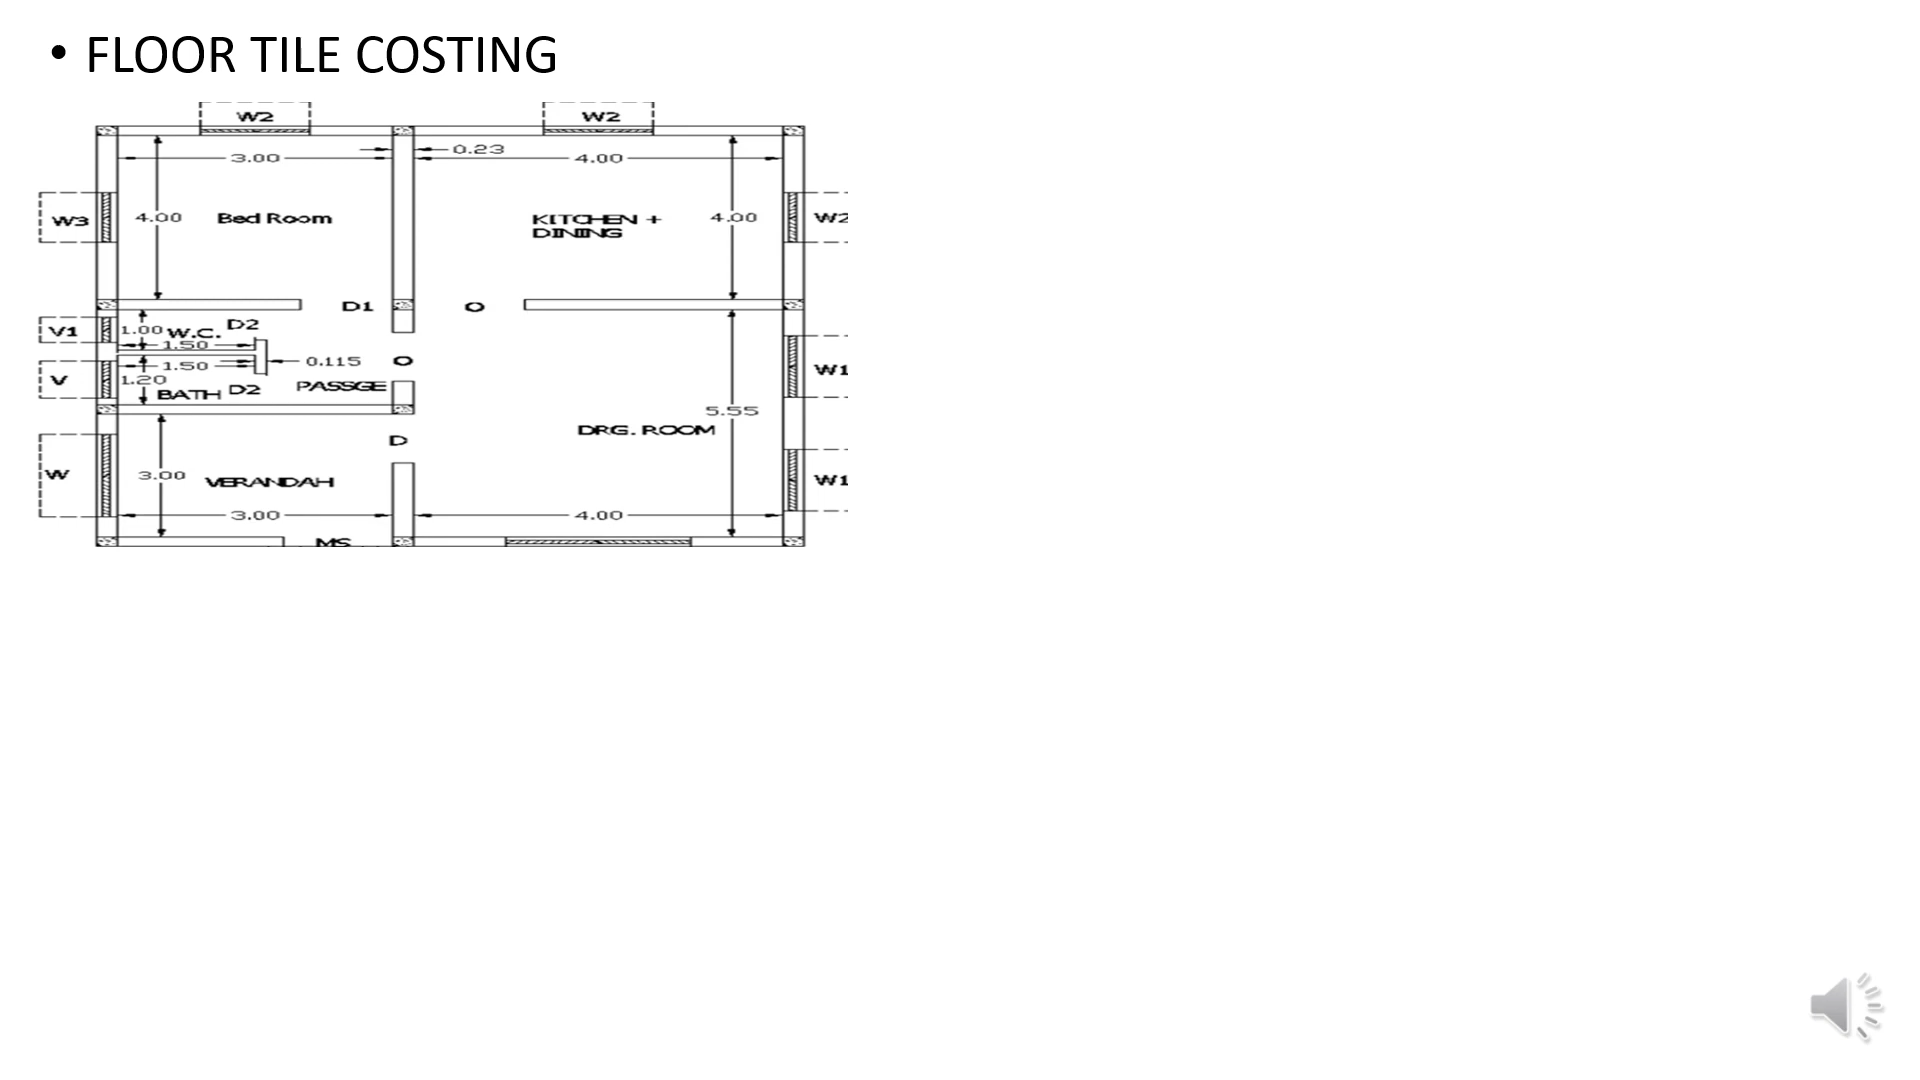 • FLOOR TILE COSTING
W2 W2
0.23
3.00 4.00
W3 4.00 Bed Room KITCHEN + 4.00 W2
DINING
D1 O
V1 1.00 W.C. D2
1.50
1.50 0.115 O
V 1.20 W1
BATH D2 PASSGE
5.55
D DRG. ROOM
W 3.00 VERANDAH W1
3.00 4.00
MS